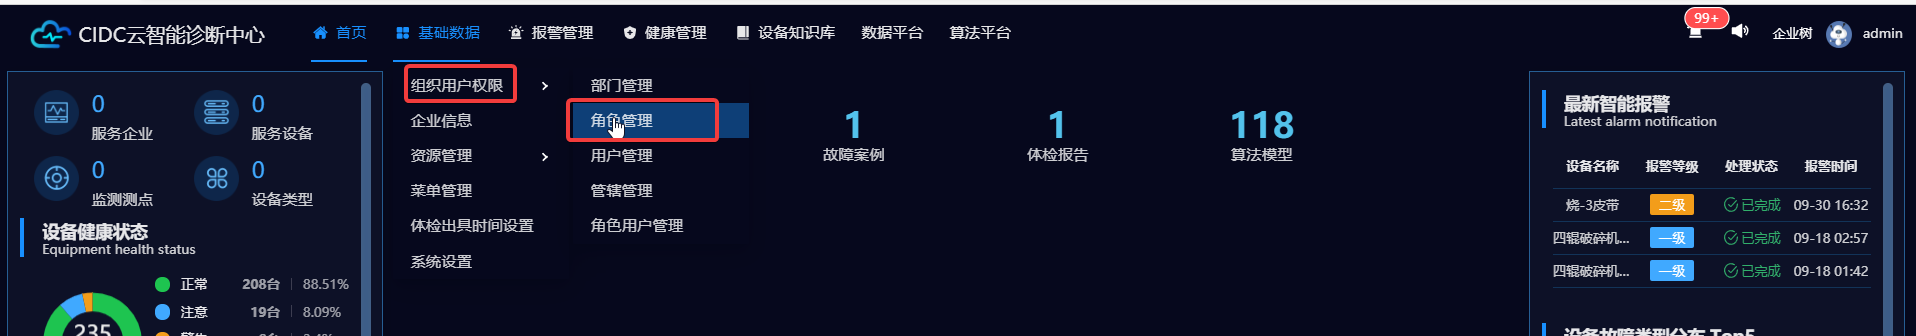 CIDC云智能诊断中心
首页
基础数据
报警管理
健康管理
设备知识库
数据平台
算法平台
99+
企业树
admin
0
服务企业
0
服务设备
0
监测测点
0
设备类型
设备健康状态
Equipment health status
正常 208台 88.51%
注意 19台 8.09%
235
组织用户权限
企业信息
资源管理
菜单管理
体检出具时间设置
系统设置
部门管理
角色管理
用户管理
管辖管理
角色用户管理
1
故障案例
1
体检报告
118
算法模型
最新智能报警
Latest alarm notification
设备名称 报警等级 处理状态 报警时间
烧-3皮带 二级 已完成 09-30 16:32
四辊破碎机... 一级 已完成 09-18 02:57
四辊破碎机... 一级 已完成 09-18 01:42
设备故障类型分布 Top5